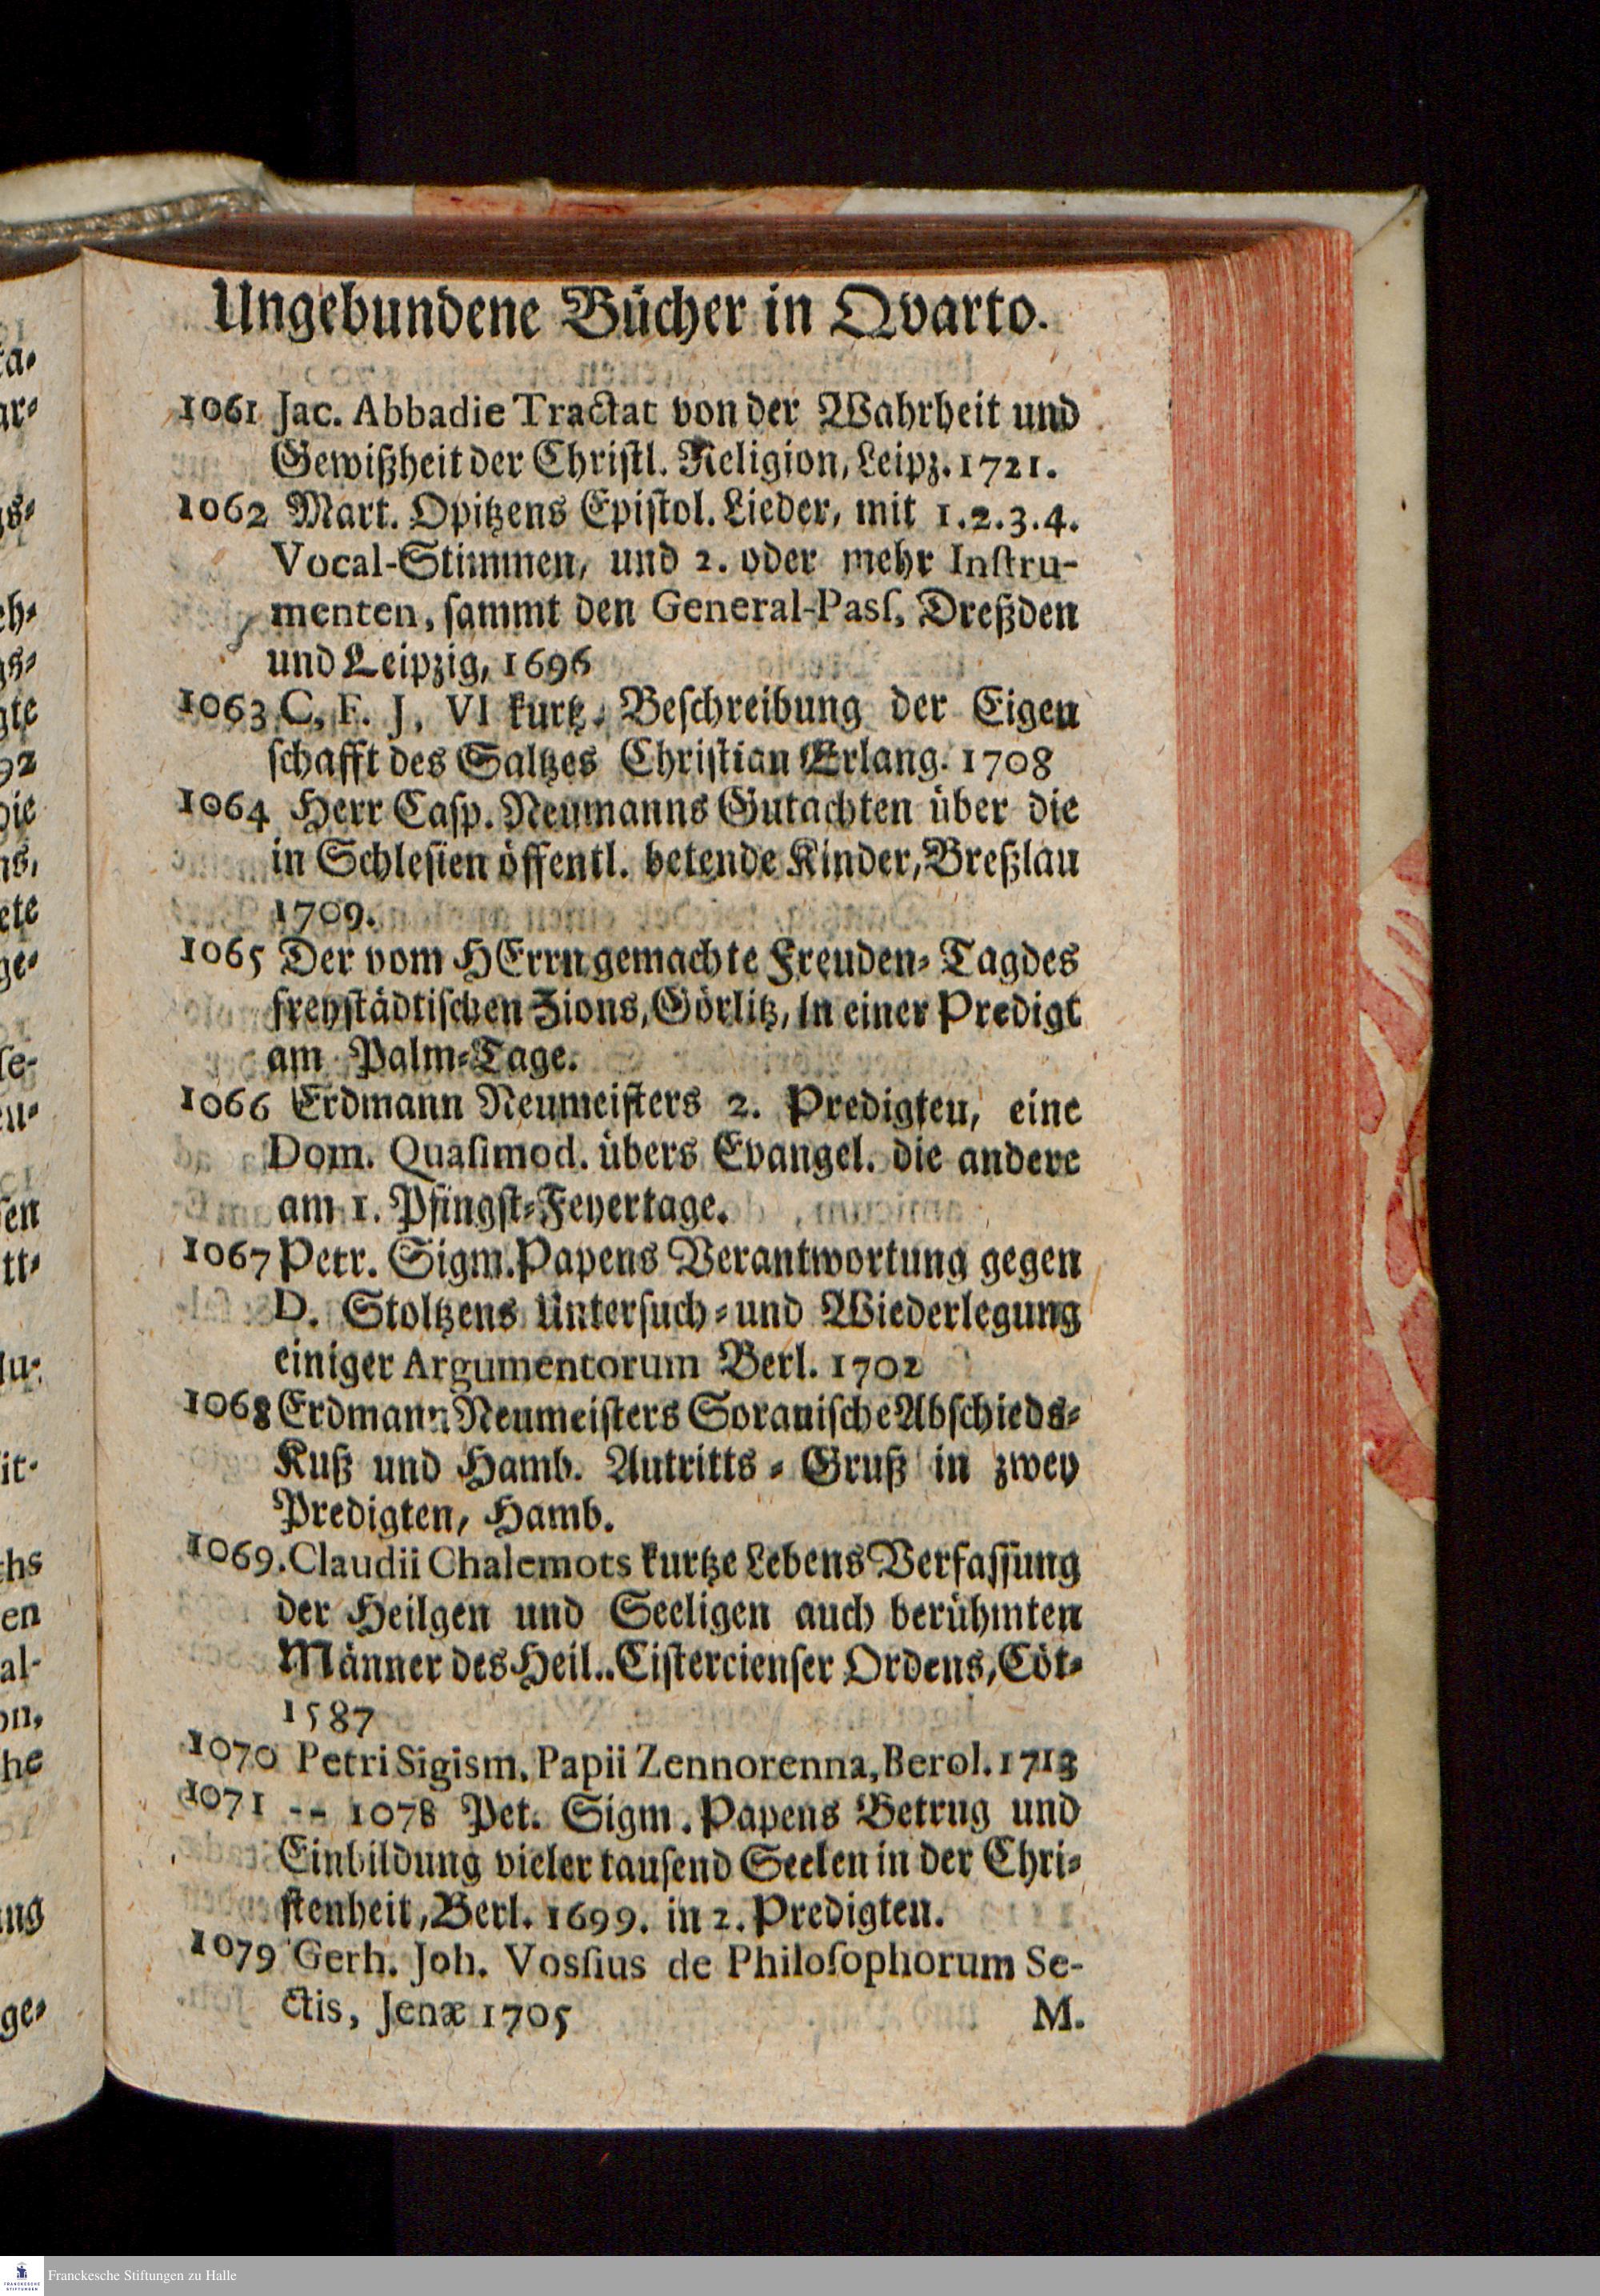 Ungebundene Bücher in Qvarto.
1061 Jac. Abbadie Tractat von der Wahrheit und
Gewißheit der Chriſtl. Religion, Leipz. 1721.
1062 Mart. Opitzens Epiſtol. Lieder, mit 1.2.3.4.
Vocal-Stimmen, und 2. oder mehr Inſtru-
menten, ſammt den General-Paſſ, Dreßden
und Leipzig, 1696
1063 C. F. J. VI kurtz. Beſchreibung der Eigen
ſchafft des Saltzes Chriſtian Erlang. 1708
1064 Herr Caſp. Neumanns Gutachten über die
in Schleſien öffentl. betende Kinder, Breßlau
1709.
1065 Der vom HErrn gemachte Freuden-Tag des
freyſtädtiſchen Zions, Görlitz, in einer Predigt
am Palm-Tage.
1066 Erdmann Neumeiſters 2. Predigten, eine
Dom. Quaſimod. übers Evangel. die andere
am 1. Pfingſt-Feyertage.
1067 Petr. Sigm. Papens Verantwortung gegen
D. Stoltzens Unterſuch- und Wiederlegung
einiger Argumentorum Berl. 1702
1068 Erdmann Neumeiſters Soraniſche Abſchieds-
Kuß und Hamb. Antritts-Gruß in zwey
Predigten, Hamb.
1069. Claudii Chalemots kurtze Lebens Verfaſſung
der Heilgen und Seeligen auch berühmten
Männer des Heil.. Ciſtercienſer Ordens, Cöt-
1587
1070 Petri Sigism. Papii Zennorenna, Berol. 1713
1071 -- 1078 Pet. Sigm. Papens Betrug und
Einbildung vieler tauſend Seelen in der Chri-
ſtenheit, Berl. 1699. in 2. Predigten.
1079 Gerh. Joh. Vosſius de Philoſophorum Se-
ctis, Jenæ 1705
M.
Franckesche Stiftungen zu Halle